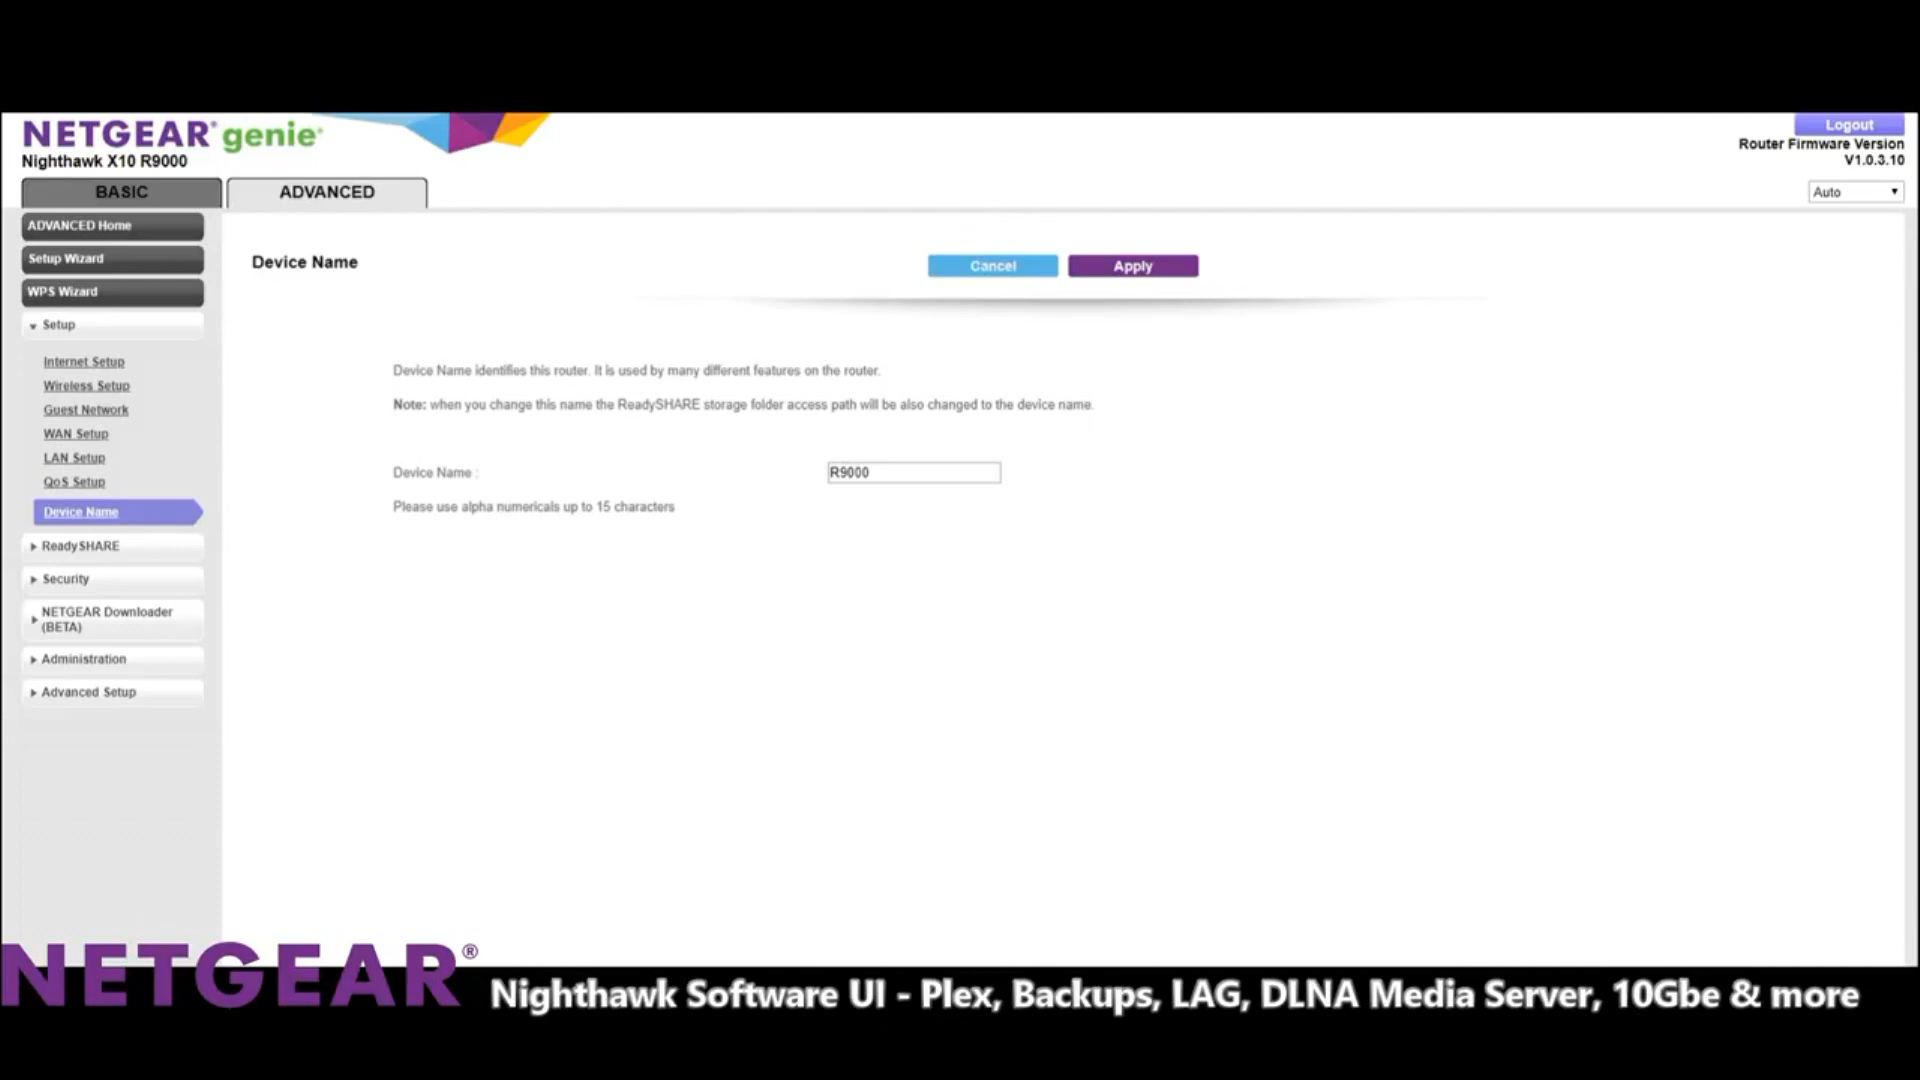 NETGEAR® genie®
Nighthawk X10 R9000
Logout
Router Firmware Version
V1.0.3.10
BASIC
ADVANCED
Auto
ADVANCED Home
Setup Wizard
WPS Wizard
Setup
Internet Setup
Wireless Setup
Guest Network
WAN Setup
LAN Setup
QoS Setup
Device Name
ReadySHARE
Security
NETGEAR Downloader
(BETA)
Administration
Advanced Setup
Device Name
Cancel
Apply
Device Name identifies this router. It is used by many different features on the router.
Note: when you change this name the ReadySHARE storage folder access path will be also changed to the device name.
Device Name : R9000
Please use alpha numericals up to 15 characters
NETGEAR®
Nighthawk Software UI - Plex, Backups, LAG, DLNA Media Server, 10Gbe & more